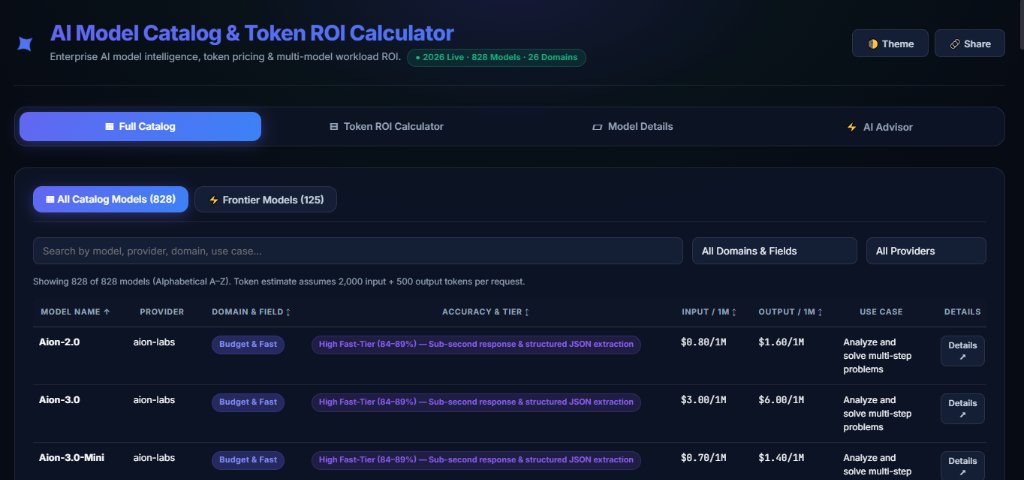 AI Model Catalog & Token ROI Calculator
Enterprise AI model intelligence, token pricing & multi-model workload ROI.
• 2026 Live · 828 Models · 26 Domains
Theme
Share
Full Catalog
Token ROI Calculator
Model Details
AI Advisor
All Catalog Models (828)
Frontier Models (125)
Search by model, provider, domain, use case...
All Domains & Fields
All Providers
Showing 828 of 828 models (Alphabetical A–Z). Token estimate assumes 2,000 input + 500 output tokens per request.
MODEL NAME ↑ PROVIDER DOMAIN & FIELD ↕ ACCURACY & TIER ↕ INPUT / 1M ↕ OUTPUT / 1M ↕ USE CASE DETAILS
Aion-2.0 aion-labs Budget & Fast High Fast-Tier (84–89%) — Sub-second response & structured JSON extraction $0.80/1M $1.60/1M Analyze and Details
solve multi-step ↗
problems
Aion-3.0 aion-labs Budget & Fast High Fast-Tier (84–89%) — Sub-second response & structured JSON extraction $3.00/1M $6.00/1M Analyze and Details
solve multi-step ↗
problems
Aion-3.0-Mini aion-labs Budget & Fast High Fast-Tier (84–89%) — Sub-second response & structured JSON extraction $0.70/1M $1.40/1M Analyze and Details
solve multi-step ↗